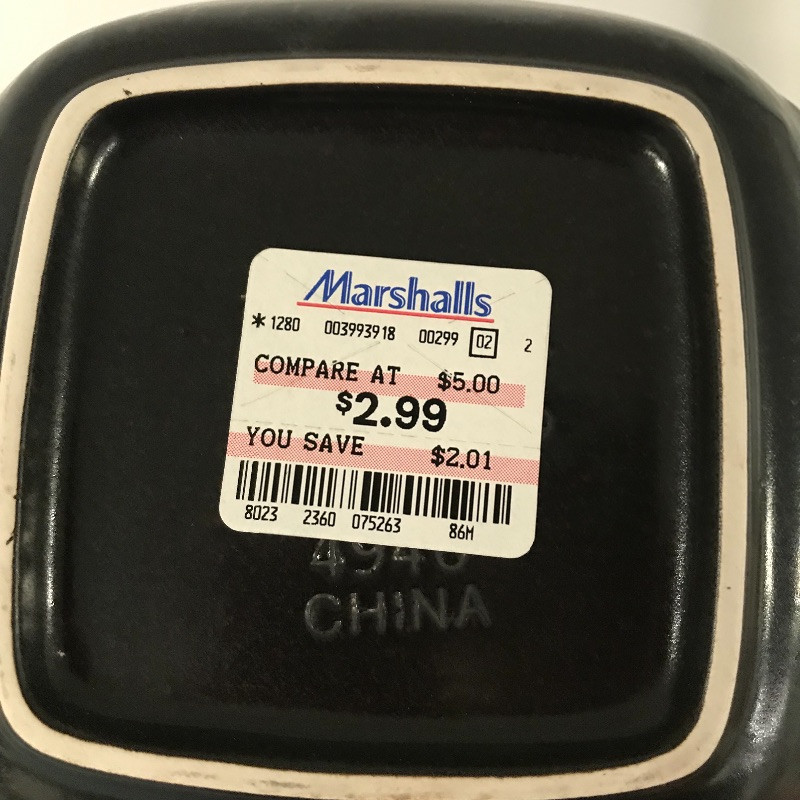 Marshalls
*1280 003993918 00299 02 2
COMPARE AT $5.00
$2.99
YOU SAVE $2.01
8023 2360 075263 86M
CHINA